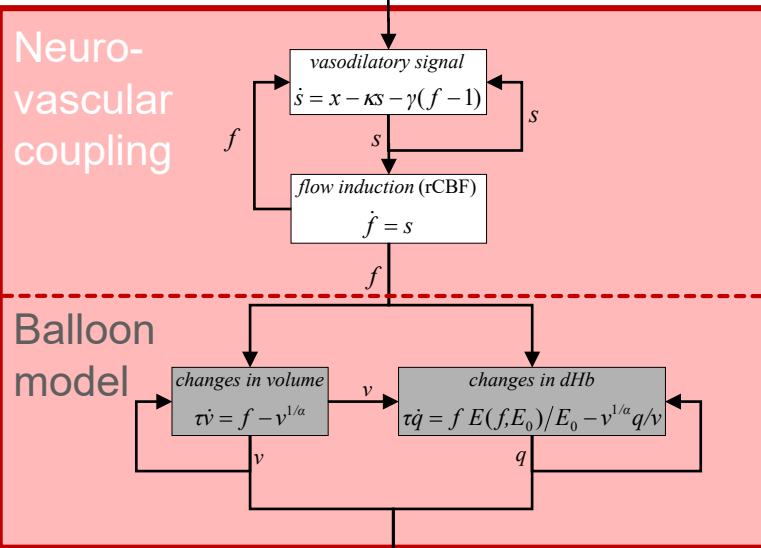 Neuro-
vascular
coupling
vasodilatory signal
ṡ = x − κs − γ(f − 1)
f
s
s
flow induction (rCBF)
ḟ = s
f
Balloon
model
changes in volume
τv̇ = f − v^{1/α}
v
changes in dHb
τq̇ = f E(f,E₀)/E₀ − v^{1/α} q/v
v
q